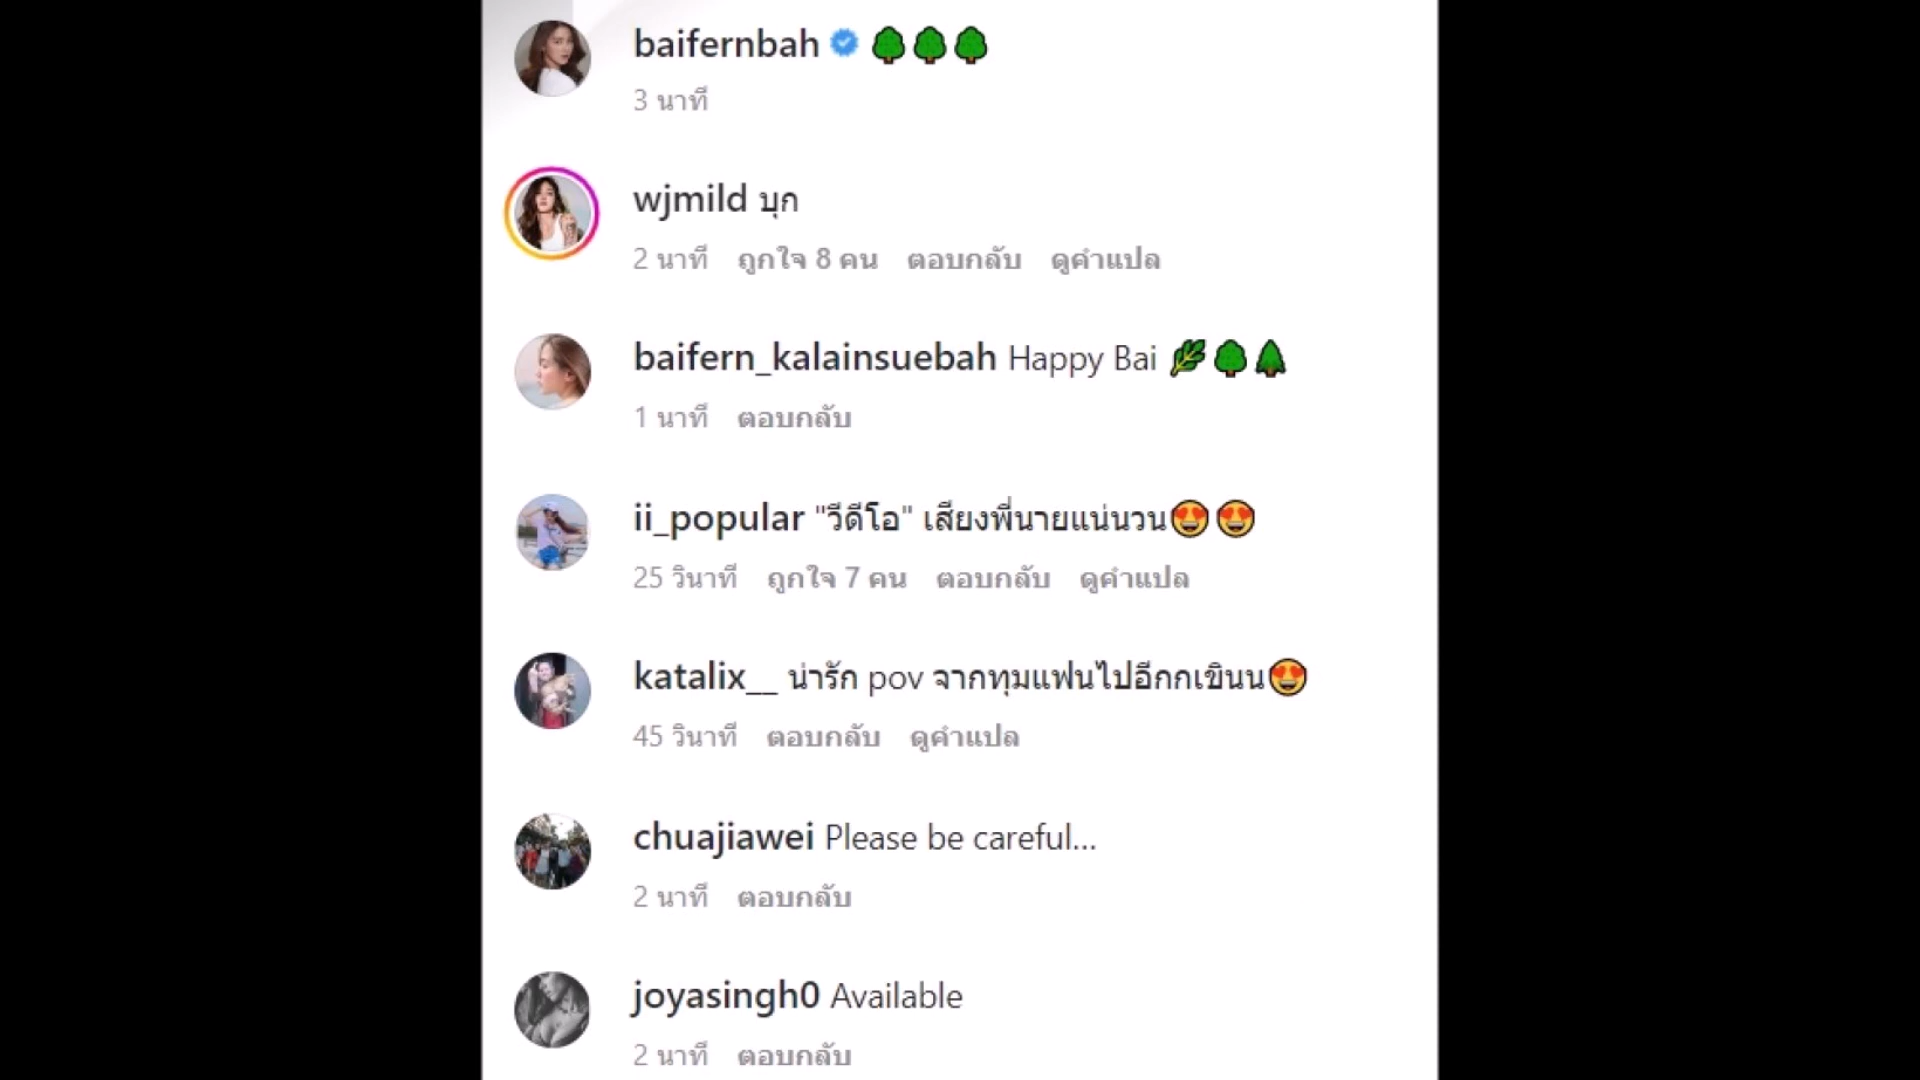 baifernbah 🌳🌳🌳
3 นาที
wjmild บุก
2 นาที ถูกใจ 8 คน ตอบกลับ ดูคำแปล
baifern_kalainsuebah Happy Bai 🌿🌳🌲
1 นาที ตอบกลับ
ii_popular "วีดีโอ" เสียงพี่นายแน่นวน😍😍
25 วินาที ถูกใจ 7 คน ตอบกลับ ดูคำแปล
katalix__ น่ารัก pov จากทุมแฟนไปอีกกเขินน😍
45 วินาที ตอบกลับ ดูคำแปล
chuajiawei Please be careful...
2 นาที ตอบกลับ
joyasingh0 Available
2 นาที ตอบกลับ